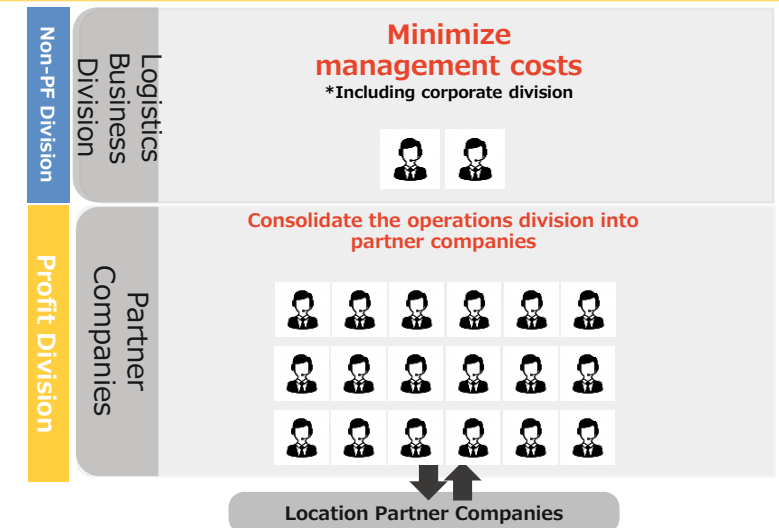 Non-PF Division
Logistics
Business
Division
Minimize
management costs
*Including corporate division
Profit Division
Partner
Companies
Consolidate the operations division into
partner companies
Location Partner Companies